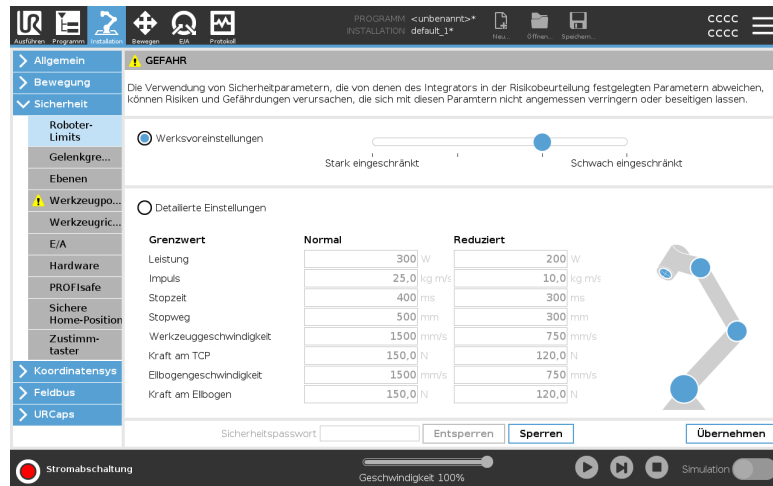 PROGRAMM <unbenannt>*
INSTALLATION default_1*
cccc
cccc
Ausführen Programm Installation Bewegen E/A Protokoll Neu... Öffnen... Speichern...
Allgemein
Bewegung
Sicherheit
Roboter-
Limits
Gelenkgre...
Ebenen
Werkzeugpo...
Werkzeugric...
E/A
Hardware
PROFIsafe
Sichere
Home-Position
Zustimm-
taster
Koordinatensys
Feldbus
URCaps
GEFAHR
Die Verwendung von Sicherheitsparametern, die von denen des Integrators in der Risikobeurteilung festgelegten Parametern abweichen,
können Risiken und Gefährdungen verursachen, die sich mit diesen Paramtern nicht angemessen verringern oder beseitigen lassen.
Werksvoreinstellungen
Stark eingeschränkt Schwach eingeschränkt
Detailierte Einstellungen
Grenzwert Normal Reduziert
Leistung 300 W 200 W
Impuls 25,0 kg m/s 10,0 kg m/s
Stopzeit 400 ms 300 ms
Stopweg 500 mm 300 mm
Werkzeuggeschwindigkeit 1500 mm/s 750 mm/s
Kraft am TCP 150,0 N 120,0 N
Ellbogengeschwindigkeit 1500 mm/s 750 mm/s
Kraft am Ellbogen 150,0 N 120,0 N
Sicherheitspasswort Entsperren Sperren Übernehmen
Stromabschaltung
Geschwindigkeit 100%
Simulation